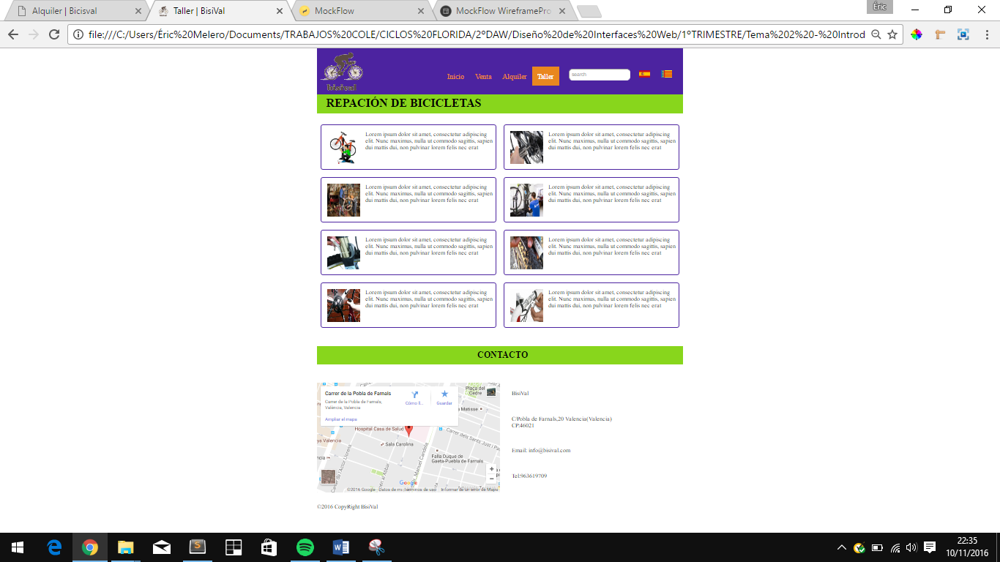 Alquiler | Bicisval
Taller | BisiVal
MockFlow
MockFlow WireframePro
Éric
file:///C:/Users/Éric%20Melero/Documents/TRABAJOS%20COLE/CICLOS%20FLORIDA/2ºDAW/Diseño%20de%20Interfaces%20Web/1ºTRIMESTRE/Tema%202%20-%20Introd
bisival
Inicio Venta Alquiler Taller search
REPACIÓN DE BICICLETAS
Lorem ipsum dolor sit amet, consectetur adipiscing
elit. Nunc maximus, nulla ut commodo sagittis, sapien
dui mattis dui, non pulvinar lorem felis nec erat
Lorem ipsum dolor sit amet, consectetur adipiscing
elit. Nunc maximus, nulla ut commodo sagittis, sapien
dui mattis dui, non pulvinar lorem felis nec erat
Lorem ipsum dolor sit amet, consectetur adipiscing
elit. Nunc maximus, nulla ut commodo sagittis, sapien
dui mattis dui, non pulvinar lorem felis nec erat
Lorem ipsum dolor sit amet, consectetur adipiscing
elit. Nunc maximus, nulla ut commodo sagittis, sapien
dui mattis dui, non pulvinar lorem felis nec erat
Lorem ipsum dolor sit amet, consectetur adipiscing
elit. Nunc maximus, nulla ut commodo sagittis, sapien
dui mattis dui, non pulvinar lorem felis nec erat
Lorem ipsum dolor sit amet, consectetur adipiscing
elit. Nunc maximus, nulla ut commodo sagittis, sapien
dui mattis dui, non pulvinar lorem felis nec erat
Lorem ipsum dolor sit amet, consectetur adipiscing
elit. Nunc maximus, nulla ut commodo sagittis, sapien
dui mattis dui, non pulvinar lorem felis nec erat
Lorem ipsum dolor sit amet, consectetur adipiscing
elit. Nunc maximus, nulla ut commodo sagittis, sapien
dui mattis dui, non pulvinar lorem felis nec erat
CONTACTO
Carrer de la Pobla de Farnals
Carrer de la Pobla de Farnals,
València, Valencia
Cómo ll...
Guardar
Ampliar el mapa
Plaça del
Cedre
Matisse
Hospital Casa de Salud
Sala Carolina
Carrer dels Sants Just i Pa
Falla Duque de
Gaeta-Puebla de Farnals
ya Valencia
Carrer de l'Actor Llorens
Manuel Candela
Google
©2016 Google Datos de m Términos de uso Informar de un error de Maps
BisiVal
C/Pobla de Farnals,20 Valencia(Valencia)
CP:46021
Email: info@bisival.com
Tel:963619709
©2016 CopyRight BisiVal
22:35
10/11/2016